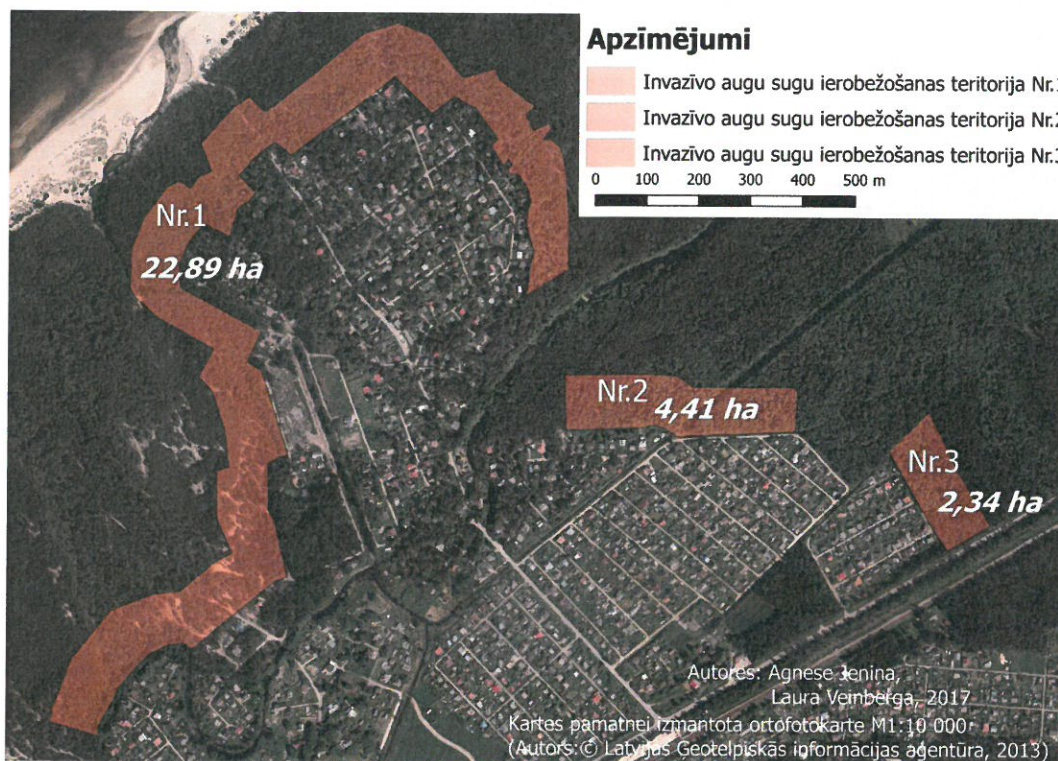 Apzīmējumi
Invazīvo augu sugu ierobežošanas teritorija Nr.1
Invazīvo augu sugu ierobežošanas teritorija Nr.2
Invazīvo augu sugu ierobežošanas teritorija Nr.3
0 100 200 300 400 500 m
Nr.1
22,89 ha
Nr.2
4,41 ha
Nr.3
2,34 ha
Autores: Agnese
Laura 2017
Kartes pamatnei izmantota ortofotokarte M1:10 000
(Autors:© Latvijas Ģeotelpiskās informācijas aģentūra, 2013)